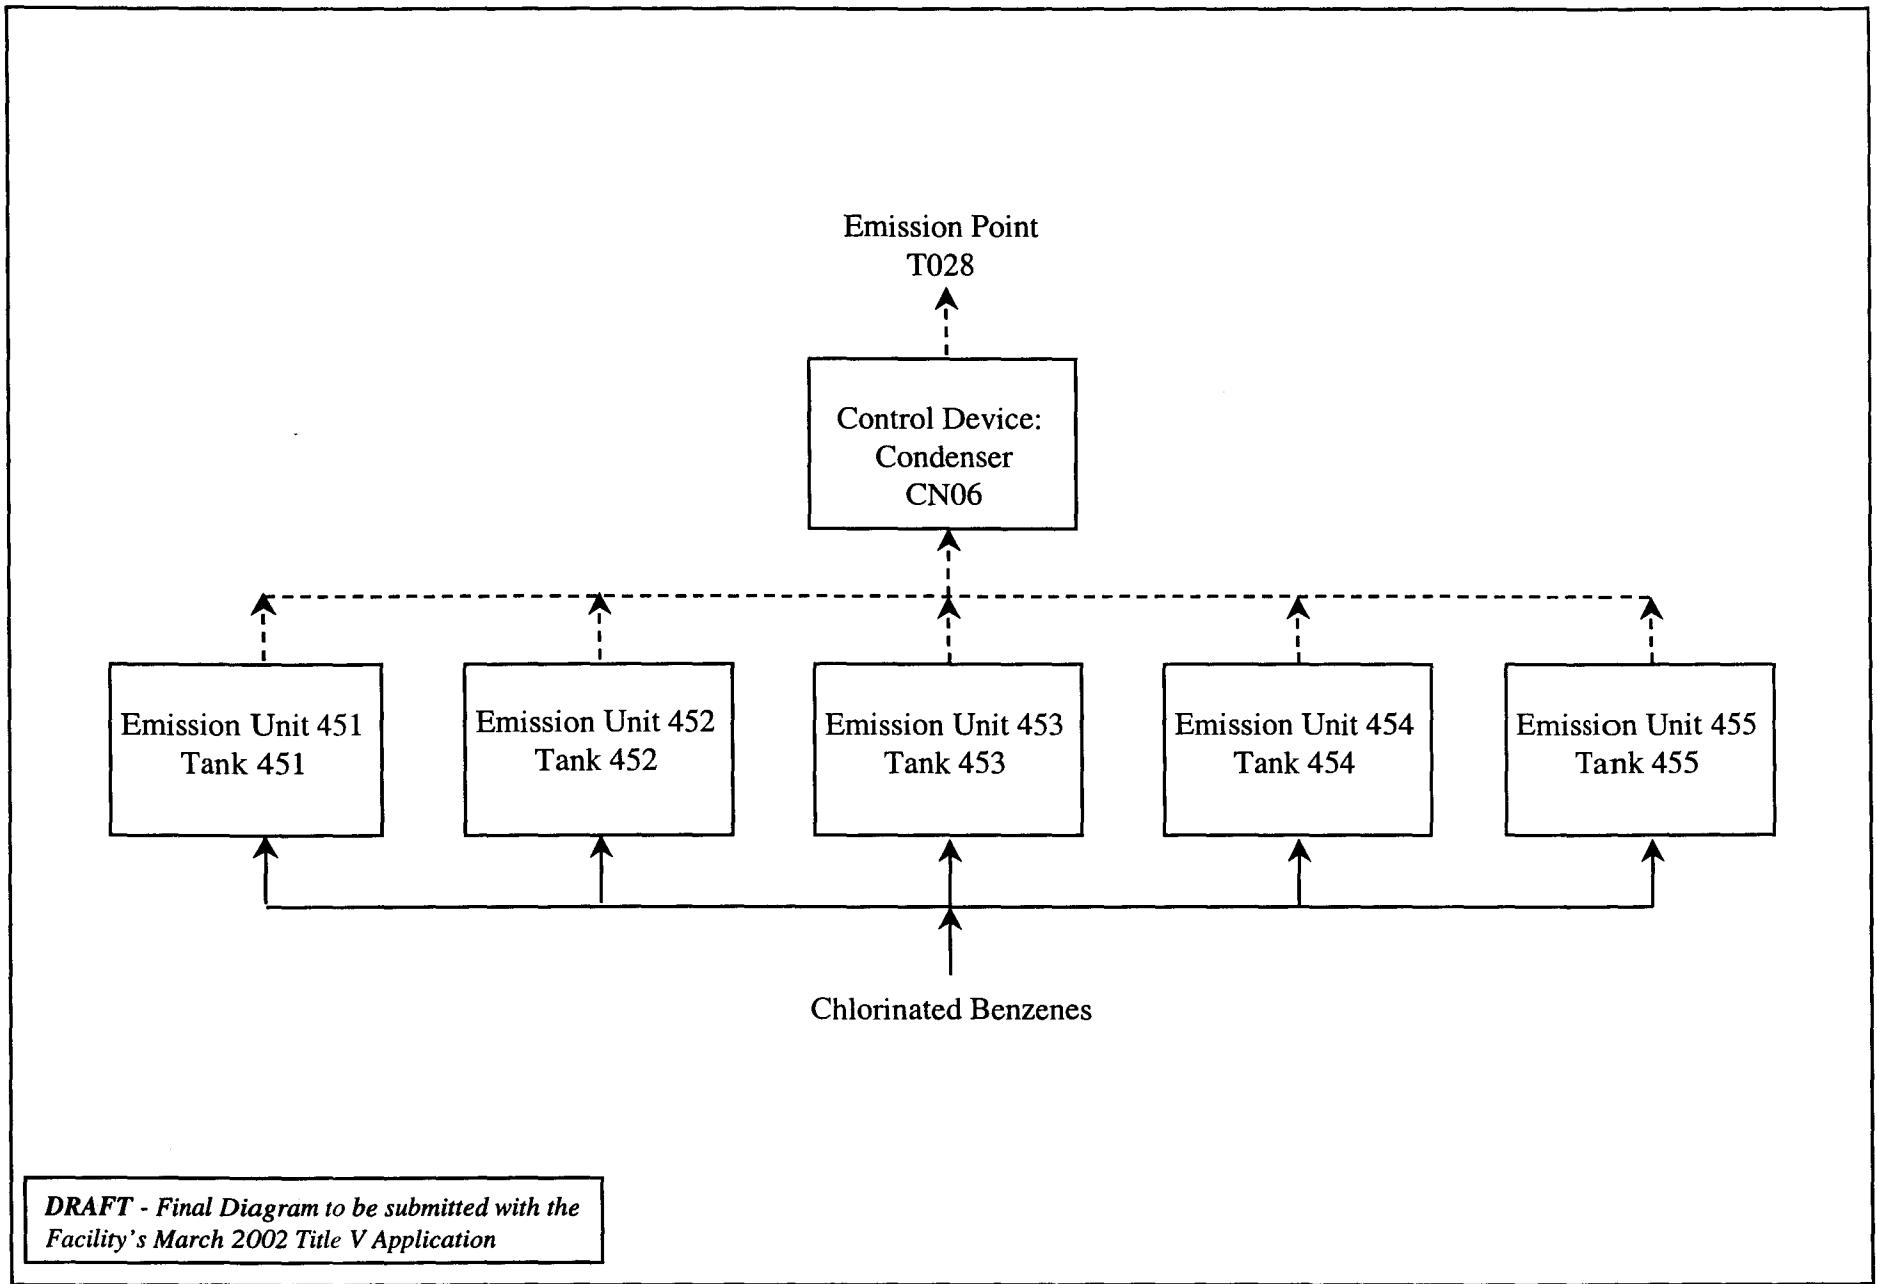 Emission Point
T028
Control Device:
Condenser
CN06
Emission Unit 451
Tank 451
Emission Unit 452
Tank 452
Emission Unit 453
Tank 453
Emission Unit 454
Tank 454
Emission Unit 455
Tank 455
Chlorinated Benzenes
DRAFT - Final Diagram to be submitted with the
Facility's March 2002 Title V Application